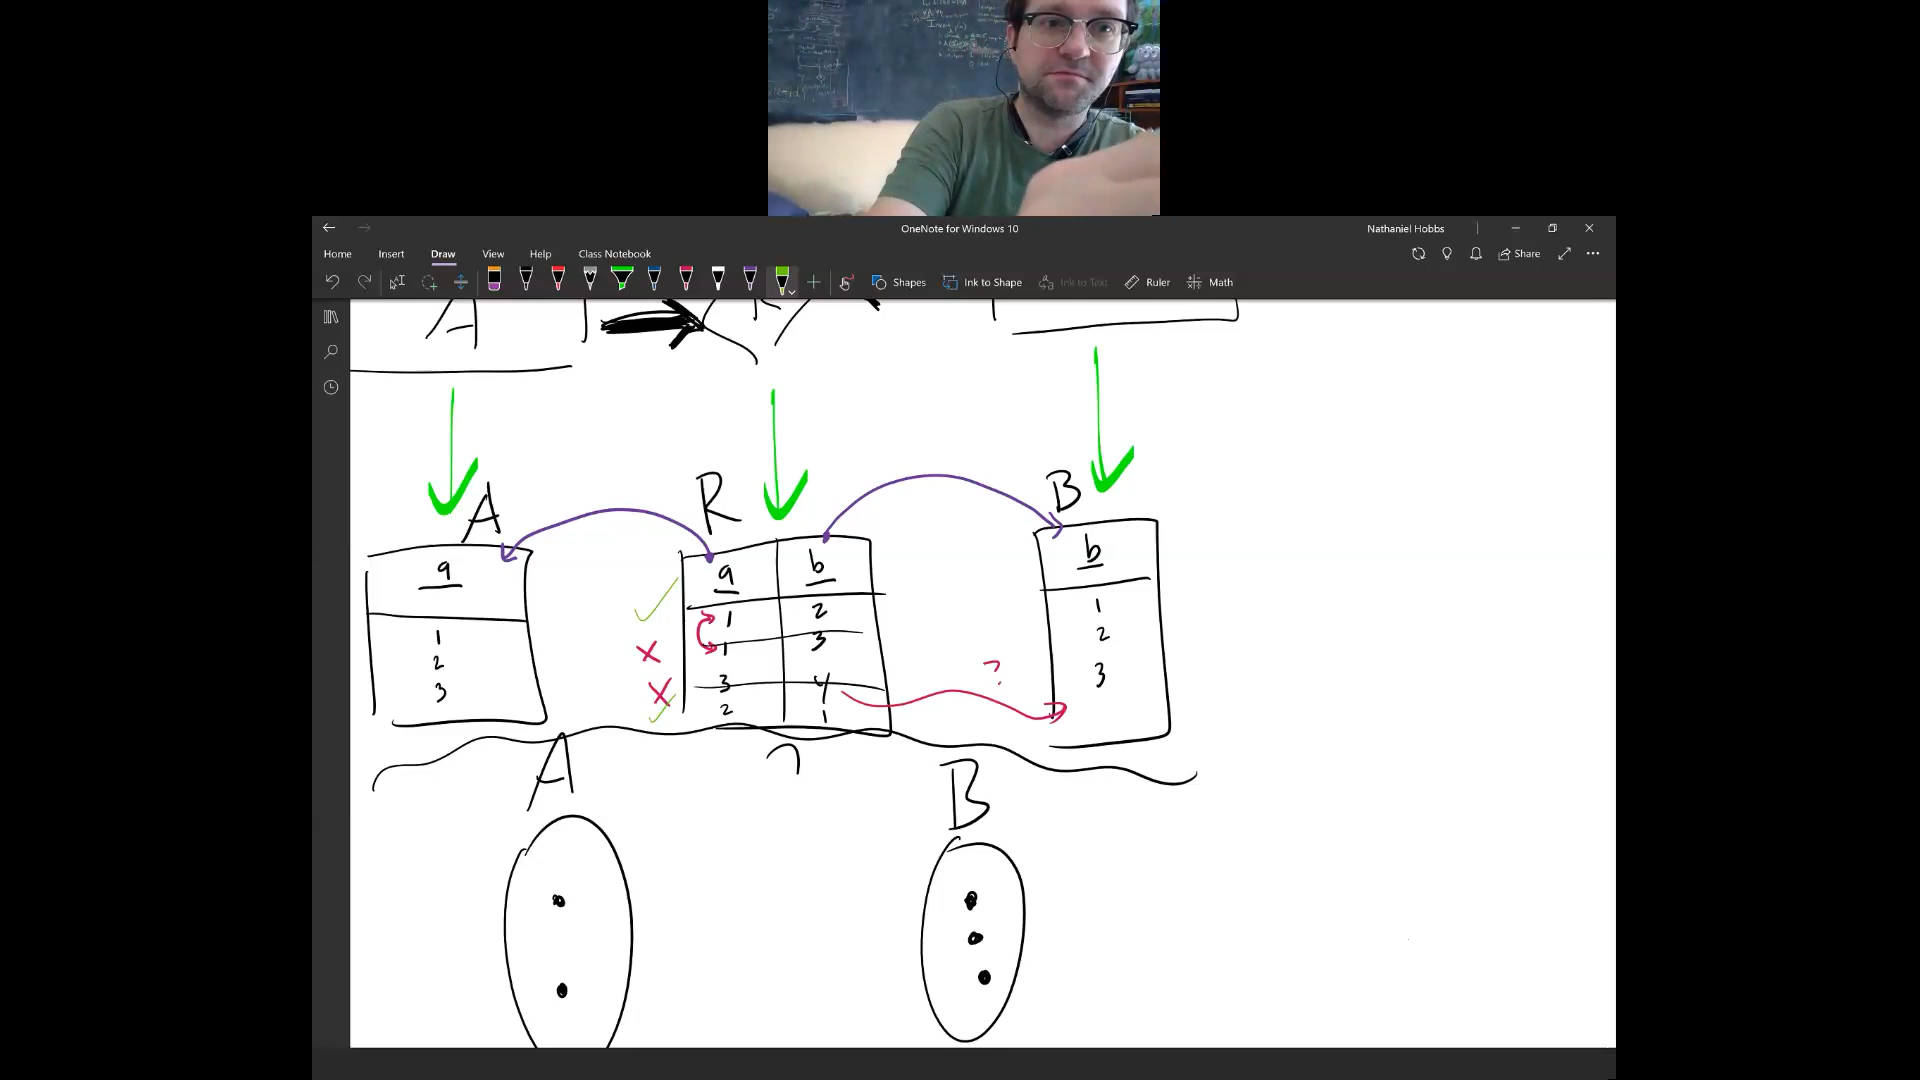 OneNote for Windows 10
Nathaniel Hobbs
Home Insert Draw View Help Class Notebook
Share
Shapes Ink to Shape Ink to Text Ruler Math
A R
A R B
a a b b
1 1 2 1
2 1 3 2
3 3 4 3
2 1
?
A B